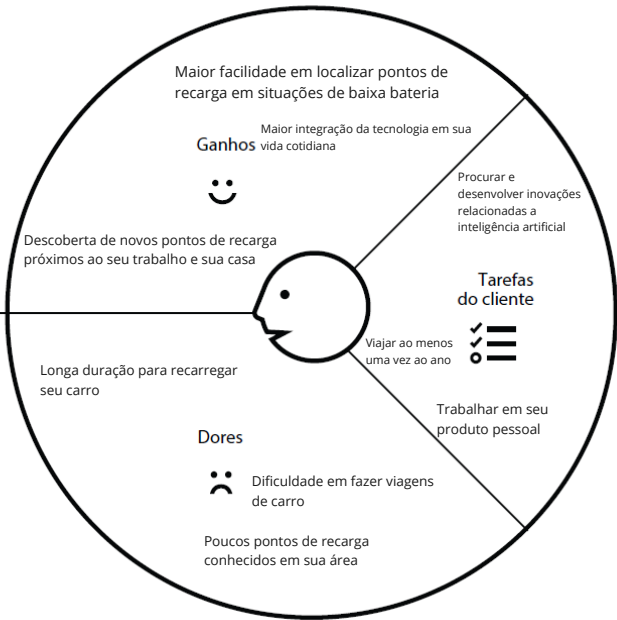 Maior facilidade em localizar pontos de
recarga em situações de baixa bateria
Ganhos
Maior integração da tecnologia em sua
vida cotidiana
Descoberta de novos pontos de recarga
próximos ao seu trabalho e sua casa
Procurar e
desenvolver inovações
relacionadas a
inteligência artificial
Tarefas
do cliente
Viajar ao menos
uma vez ao ano
Trabalhar em seu
produto pessoal
Longa duração para recarregar
seu carro
Dores
Dificuldade em fazer viagens
de carro
Poucos pontos de recarga
conhecidos em sua área